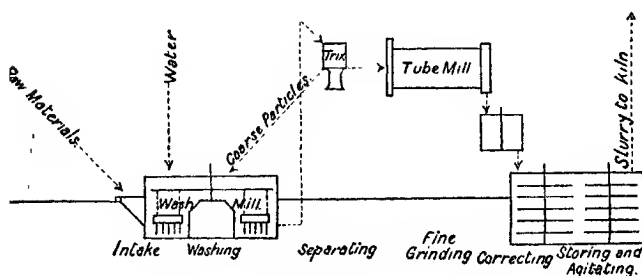 Raw Materials
Water
Coarse Particles
Trix
Tube Mill
Slurry to kiln
Wash Mill.
Intake
Washing
Separating
Fine
Grinding
Correcting
Storing and
Agitating.